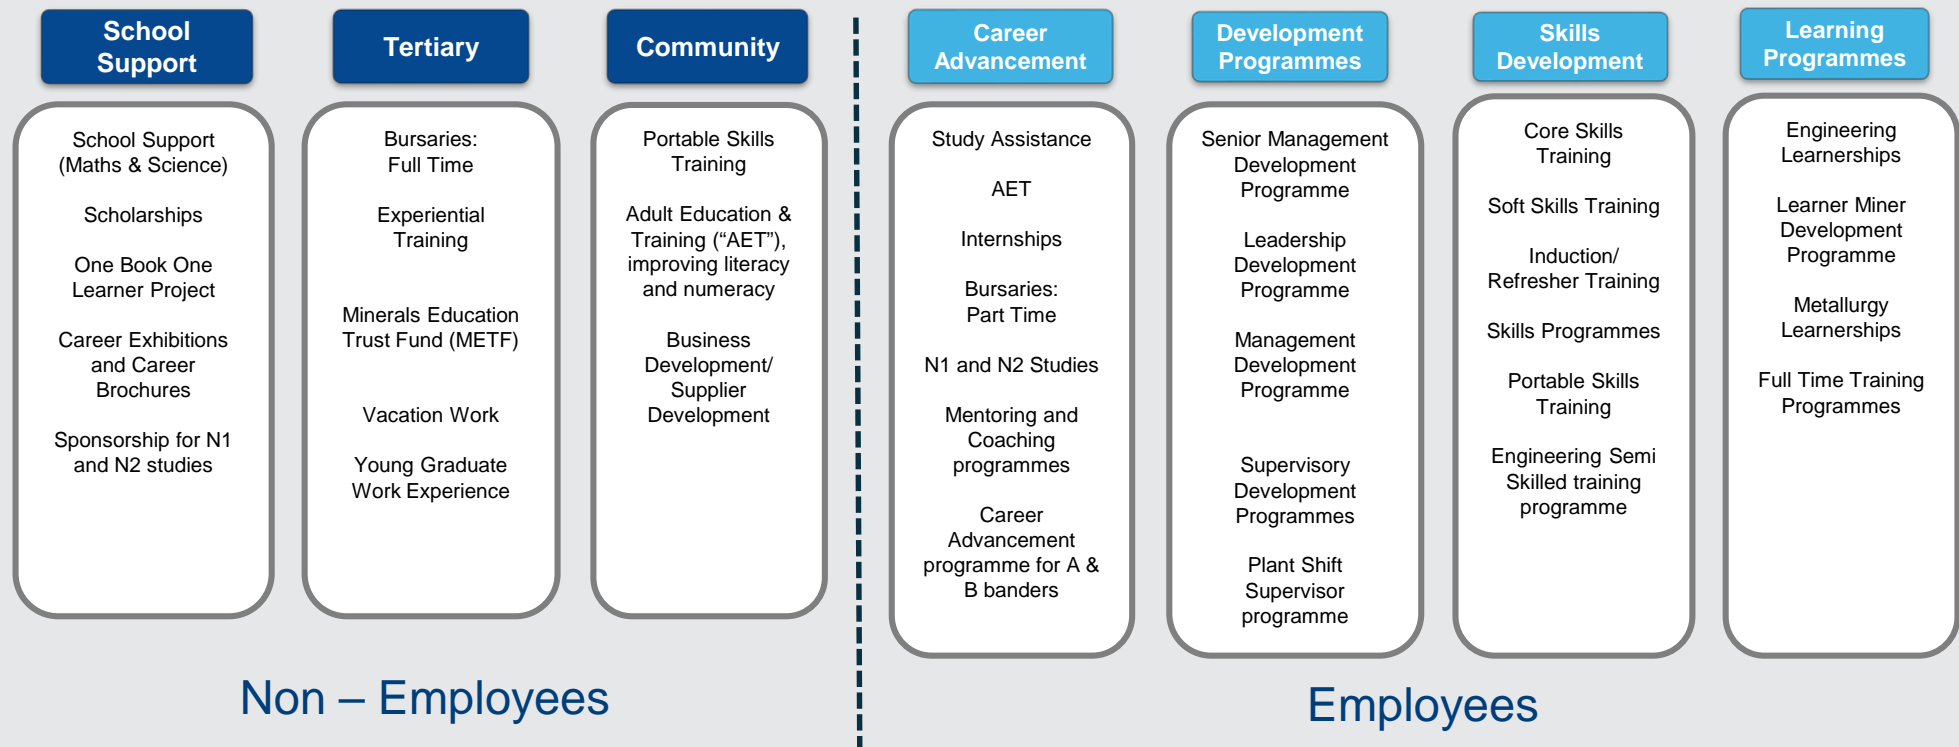 School
Support
School Support
(Maths & Science)
Scholarships
One Book One
Learner Project
Career Exhibitions
and Career
Brochures
Sponsorship for N1
and N2 studies
Tertiary
Bursaries:
Full Time
Experiential
Training
Minerals Education
Trust Fund (METF)
Vacation Work
Young Graduate
Work Experience
Community
Portable Skills
Training
Adult Education &
Training (“AET”),
improving literacy
and numeracy
Business
Development/
Supplier
Development
Non – Employees
Career
Advancement
Study Assistance
AET
Internships
Bursaries:
Part Time
N1 and N2 Studies
Mentoring and
Coaching
programmes
Career
Advancement
programme for A &
B banders
Development
Programmes
Senior Management
Development
Programme
Leadership
Development
Programme
Management
Development
Programme
Supervisory
Development
Programmes
Plant Shift
Supervisor
programme
Skills
Development
Core Skills
Training
Soft Skills Training
Induction/
Refresher Training
Skills Programmes
Portable Skills
Training
Engineering Semi
Skilled training
programme
Learning
Programmes
Engineering
Learnerships
Learner Miner
Development
Programme
Metallurgy
Learnerships
Full Time Training
Programmes
Employees